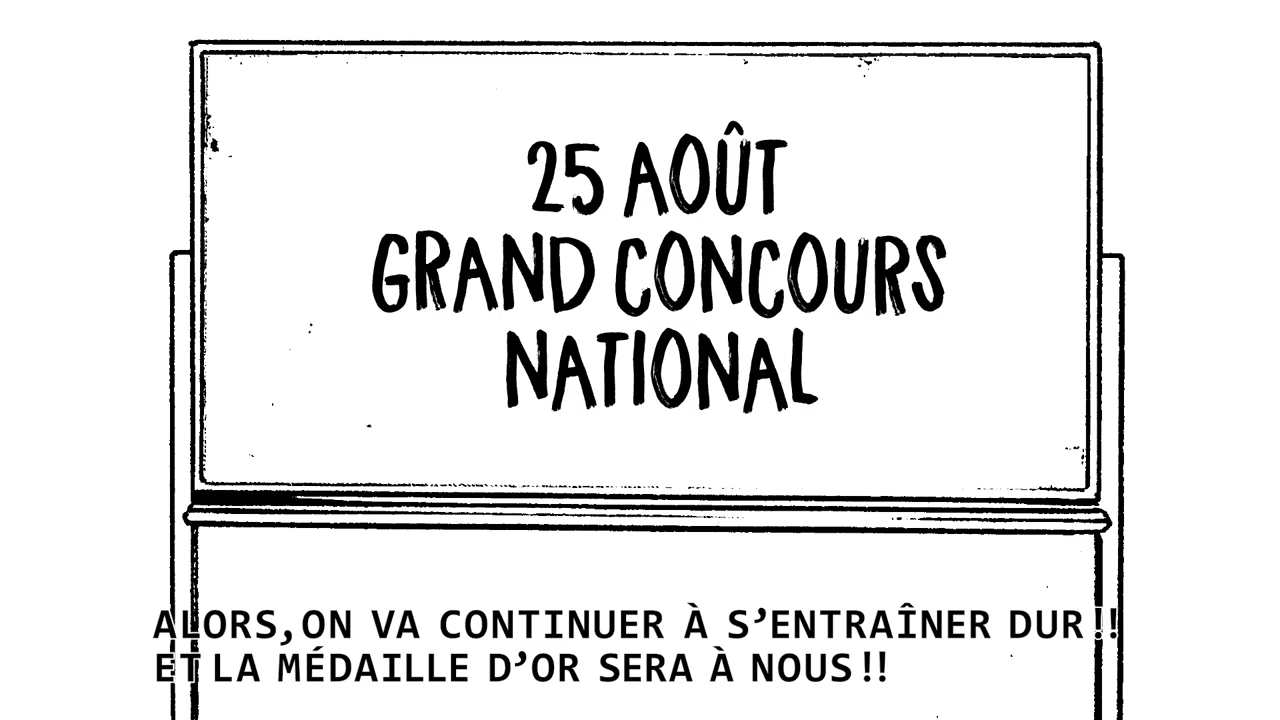 25 AOÛT
GRAND CONCOURS
NATIONAL
ALORS, ON VA CONTINUER À S’ENTRAÎNER DUR !!
ET LA MÉDAILLE D’OR SERA À NOUS !!